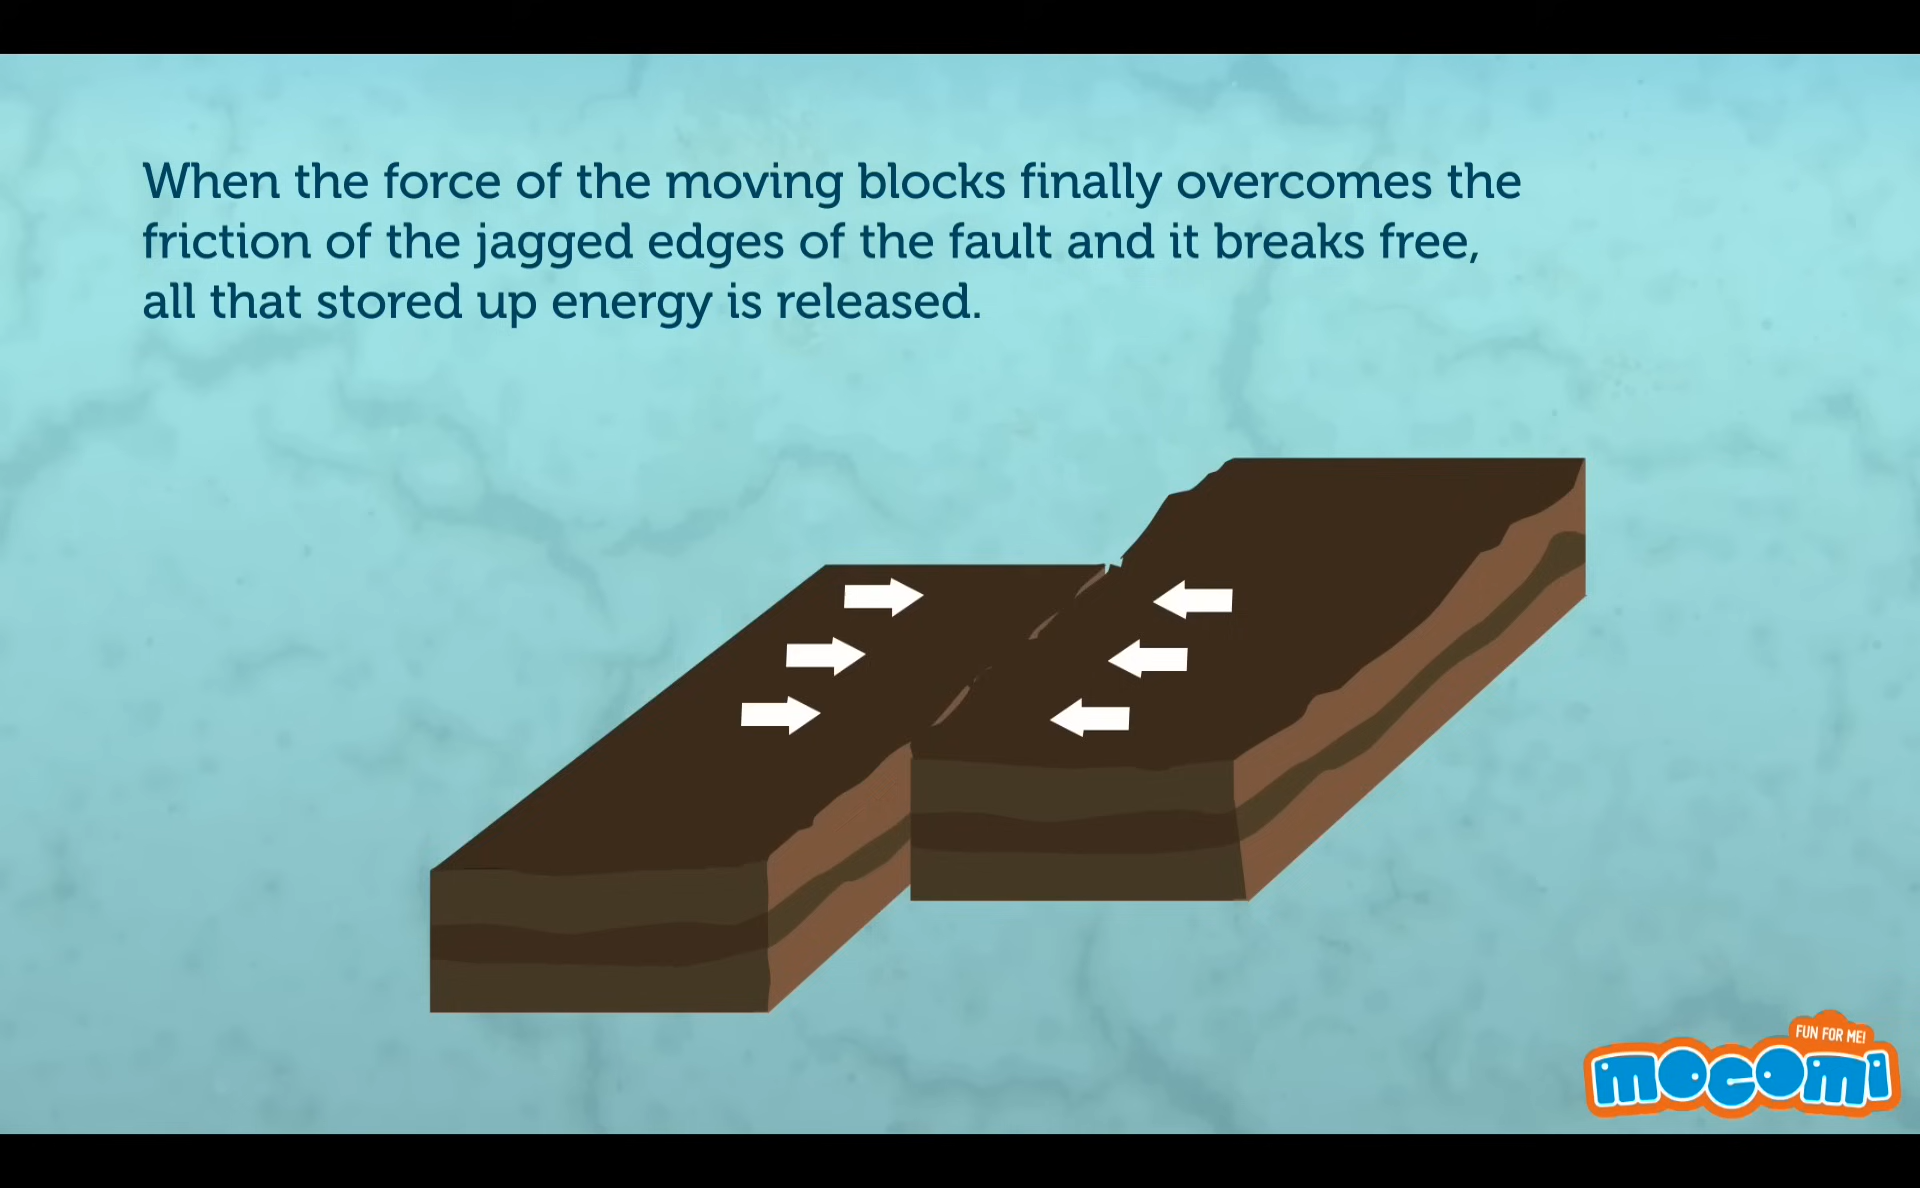 When the force of the moving blocks finally overcomes the
friction of the jagged edges of the fault and it breaks free,
all that stored up energy is released.
FUN FOR ME!
mocomi